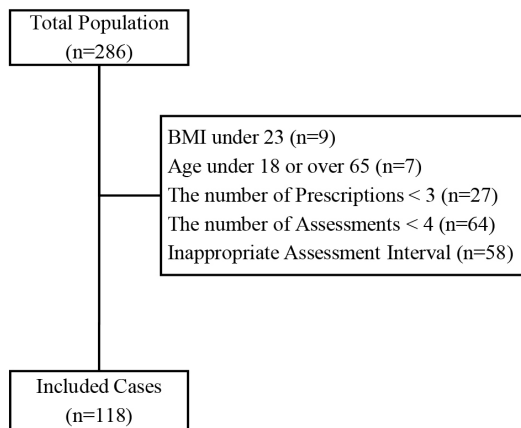 Total Population
(n=286)
BMI under 23 (n=9)
Age under 18 or over 65 (n=7)
The number of Prescriptions < 3 (n=27)
The number of Assessments < 4 (n=64)
Inappropriate Assessment Interval (n=58)
Included Cases
(n=118)